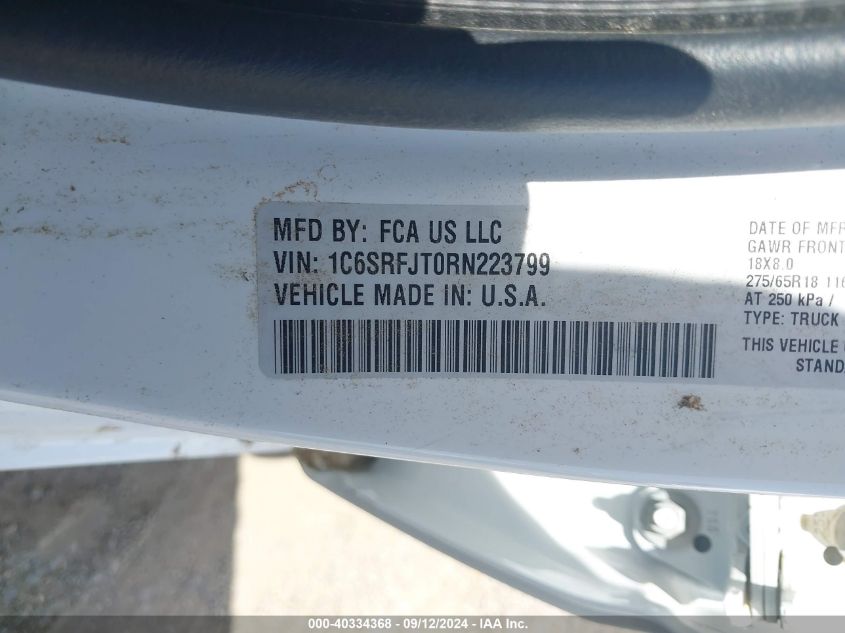 MFD BY: FCA US LLC
VIN: 1C6SRFJT0RN223799
VEHICLE MADE IN: U.S.A.
DATE OF MFR
GAWR FRONT
18X8.0
275/65R18 116
AT 250 kPa /
TYPE: TRUCK
THIS VEHICLE
STANDA
000-40334368 - 09/12/2024 - IAA Inc.